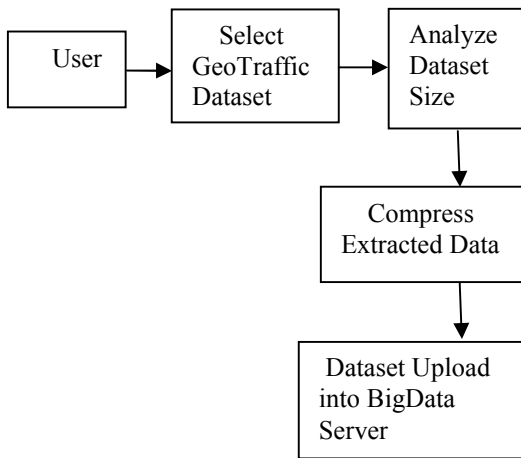 User
Select
GeoTraffic
Dataset
Analyze
Dataset
Size
Compress
Extracted Data
Dataset Upload
into BigData
Server